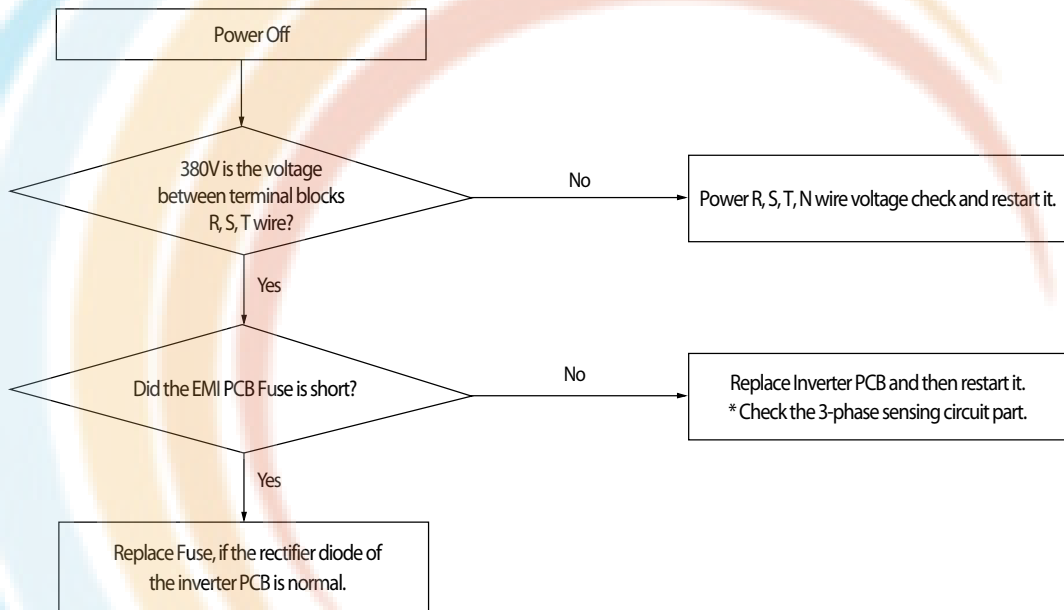 Power Off
380V is the voltage
between terminal blocks
R, S, T wire?
No
Power R, S, T, N wire voltage check and restart it.
Yes
Did the EMI PCB Fuse is short?
No
Replace Inverter PCB and then restart it.
* Check the 3-phase sensing circuit part.
Yes
Replace Fuse, if the rectifier diode of
the inverter PCB is normal.